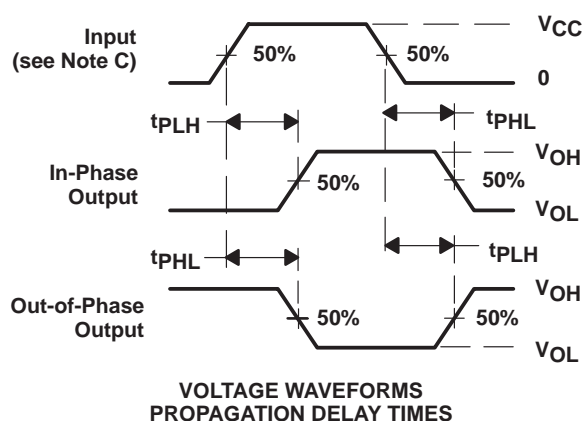 Input
(see Note C)
50%
50%
VCC
0
tPLH
tPHL
In-Phase
Output
50%
50%
VOH
VOL
tPHL
tPLH
Out-of-Phase
Output
50%
50%
VOH
VOL
VOLTAGE WAVEFORMS
PROPAGATION DELAY TIMES